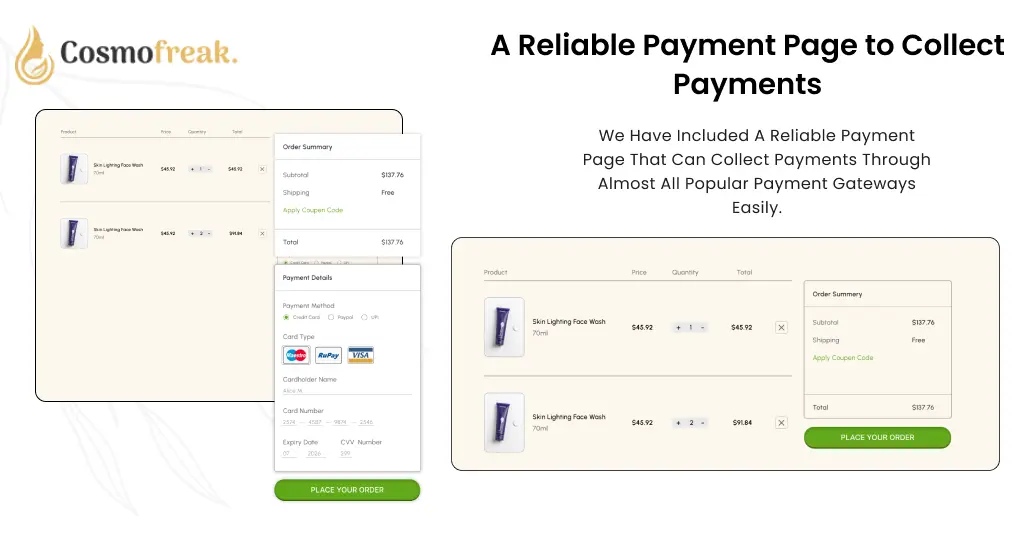 Cosmofreak.
A Reliable Payment Page to Collect
Payments
We Have Included A Reliable Payment
Page That Can Collect Payments Through
Almost All Popular Payment Gateways
Easily.
Product Price Quantity Total
Skin Lighting Face Wash
70ml
$45.92 + 1 - $45.92
Skin Lighting Face Wash
70ml
$45.92 + 2 - $91.84
Order Summary
Subtotal $137.76
Shipping Free
Apply Coupon Code
Total $137.76
Payment Details
Payment Method
Credit Card Paypal UPI
Card Type
Maestro RuPay VISA
Cardholder Name
Alicia M.
Card Number
2574 — 4587 — 9874 — 2346
Expiry Date CVV Number
07 2026 599
PLACE YOUR ORDER
Product Price Quantity Total
Skin Lighting Face Wash
70ml
$45.92 + 1 - $45.92
Skin Lighting Face Wash
70ml
$45.92 + 2 - $91.84
Order Summery
Subtotal $137.76
Shipping Free
Apply Coupon Code
Total $137.76
PLACE YOUR ORDER